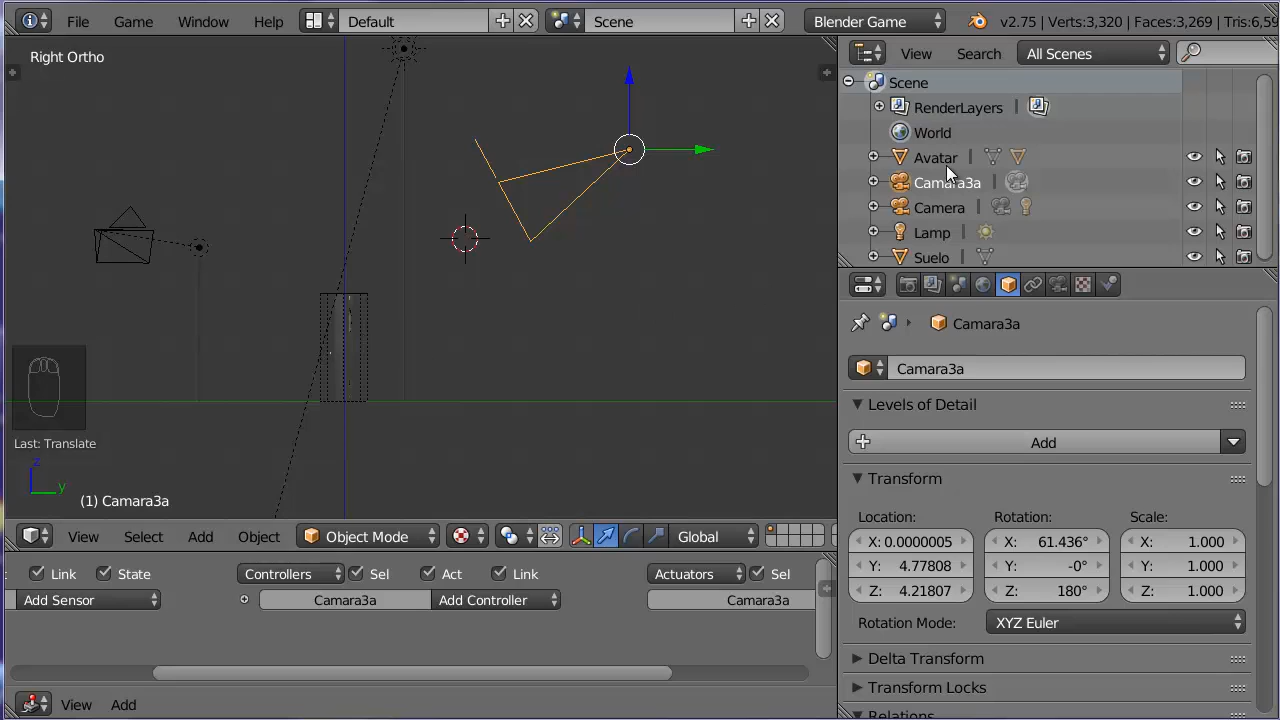 File Game Window Help Default Scene Blender Game v2.75 | Verts:3,320 | Faces:3,269 | Tris:6,59
Right Ortho
View Search All Scenes
Scene
RenderLayers
World
Avatar
Camara3a
Camera
Lamp
Suelo
Camara3a
Camara3a
Levels of Detail
Add
Transform
Location: Rotation: Scale:
X: 0.0000005 X: 61.436° X: 1.000
Y: 4.77808 Y: -0° Y: 1.000
Z: 4.21807 Z: 180° Z: 1.000
Rotation Mode: XYZ Euler
Delta Transform
Transform Locks
Relations
Last: Translate
z
y
(1) Camara3a
View Select Add Object Object Mode Global
Link State Controllers Sel Act Link Actuators Sel
Add Sensor Camara3a Add Controller Camara3a
View Add